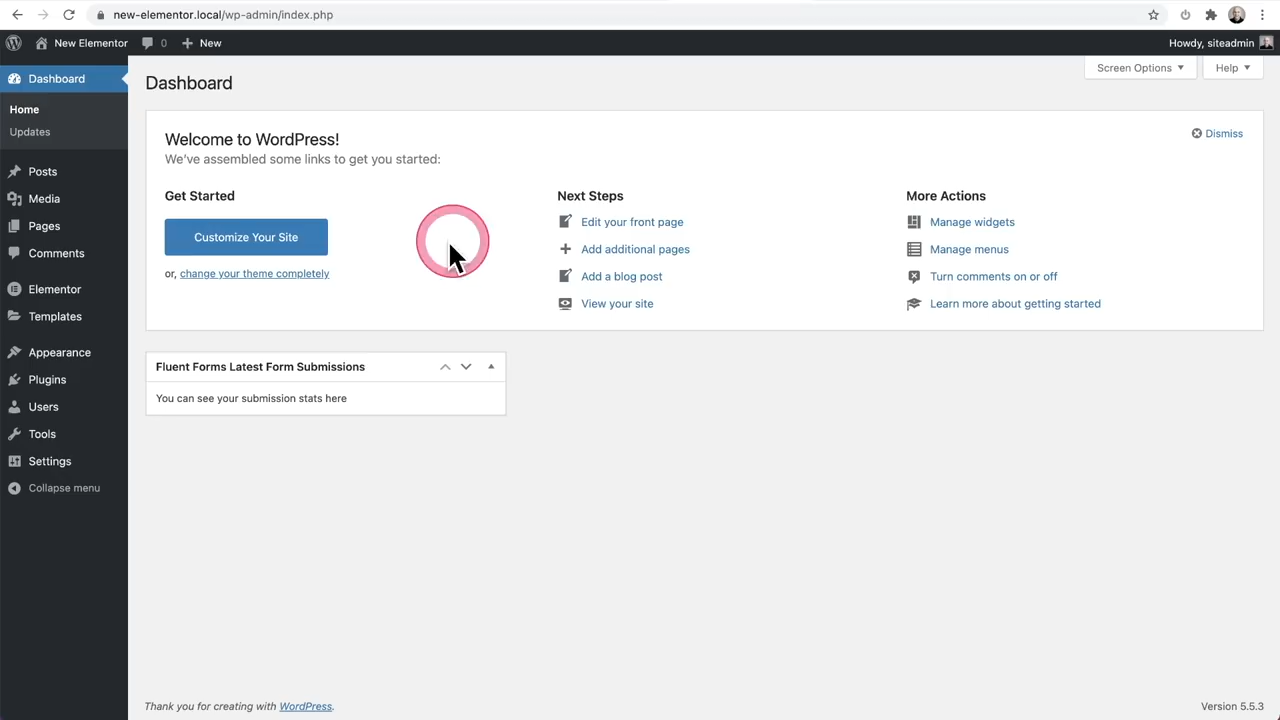 new-elementor.local/wp-admin/index.php
New Elementor 0 New Howdy, siteadmin
Dashboard
Home
Updates
Posts
Media
Pages
Comments
Elementor
Templates
Appearance
Plugins
Users
Tools
Settings
Collapse menu
Screen Options Help
Dashboard
Welcome to WordPress!
We've assembled some links to get you started:
Dismiss
Get Started
Customize Your Site
or, change your theme completely
Next Steps
Edit your front page
Add additional pages
Add a blog post
View your site
More Actions
Manage widgets
Manage menus
Turn comments on or off
Learn more about getting started
Fluent Forms Latest Form Submissions
You can see your submission stats here
Thank you for creating with WordPress. Version 5.5.3